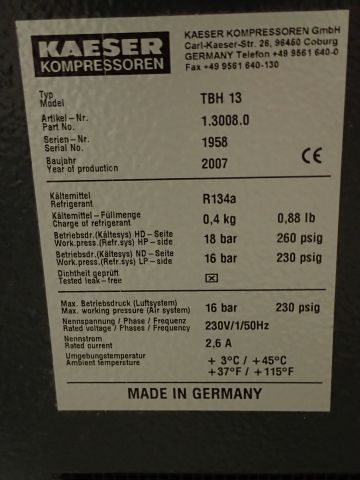 KAESER
KOMPRESSOREN
KAESER KOMPRESSOREN GmbH
Carl-Kaeser-Str. 26, 96450 Coburg
GERMANY Telefon +49 9561 640-0
Fax +49 9561 640-130
Typ
Model TBH 13
Artikel-Nr.
Part No. 1.3008.0
Serien-Nr.
Serial No. 1958
Baujahr
Year of production 2007 CE
Kältemittel
Refrigerant R134a
Kältemittel-Füllmenge
Charge of refrigerant 0,4 kg 0,88 lb
Betriebsdr.(Kältesys) HD-Seite
Work.press.(Refr.sys) HP-side 18 bar 260 psig
Betriebsdr.(Kältesys) ND-Seite
Work.press.(Refr.sys) LP-side 16 bar 230 psig
Dichtheit geprüft
Tested leak-free ☒
Max. Betriebsdruck (Luftsystem)
Max. working pressure (Air system) 16 bar 230 psig
Nennspannung / Phase / Frequenz
Rated voltage / Phases / Frequency 230V/1/50Hz
Nennstrom
Rated current 2,6 A
Umgebungstemperatur + 3°C / +45°C
Ambient temperature +37°F / +115°F
MADE IN GERMANY